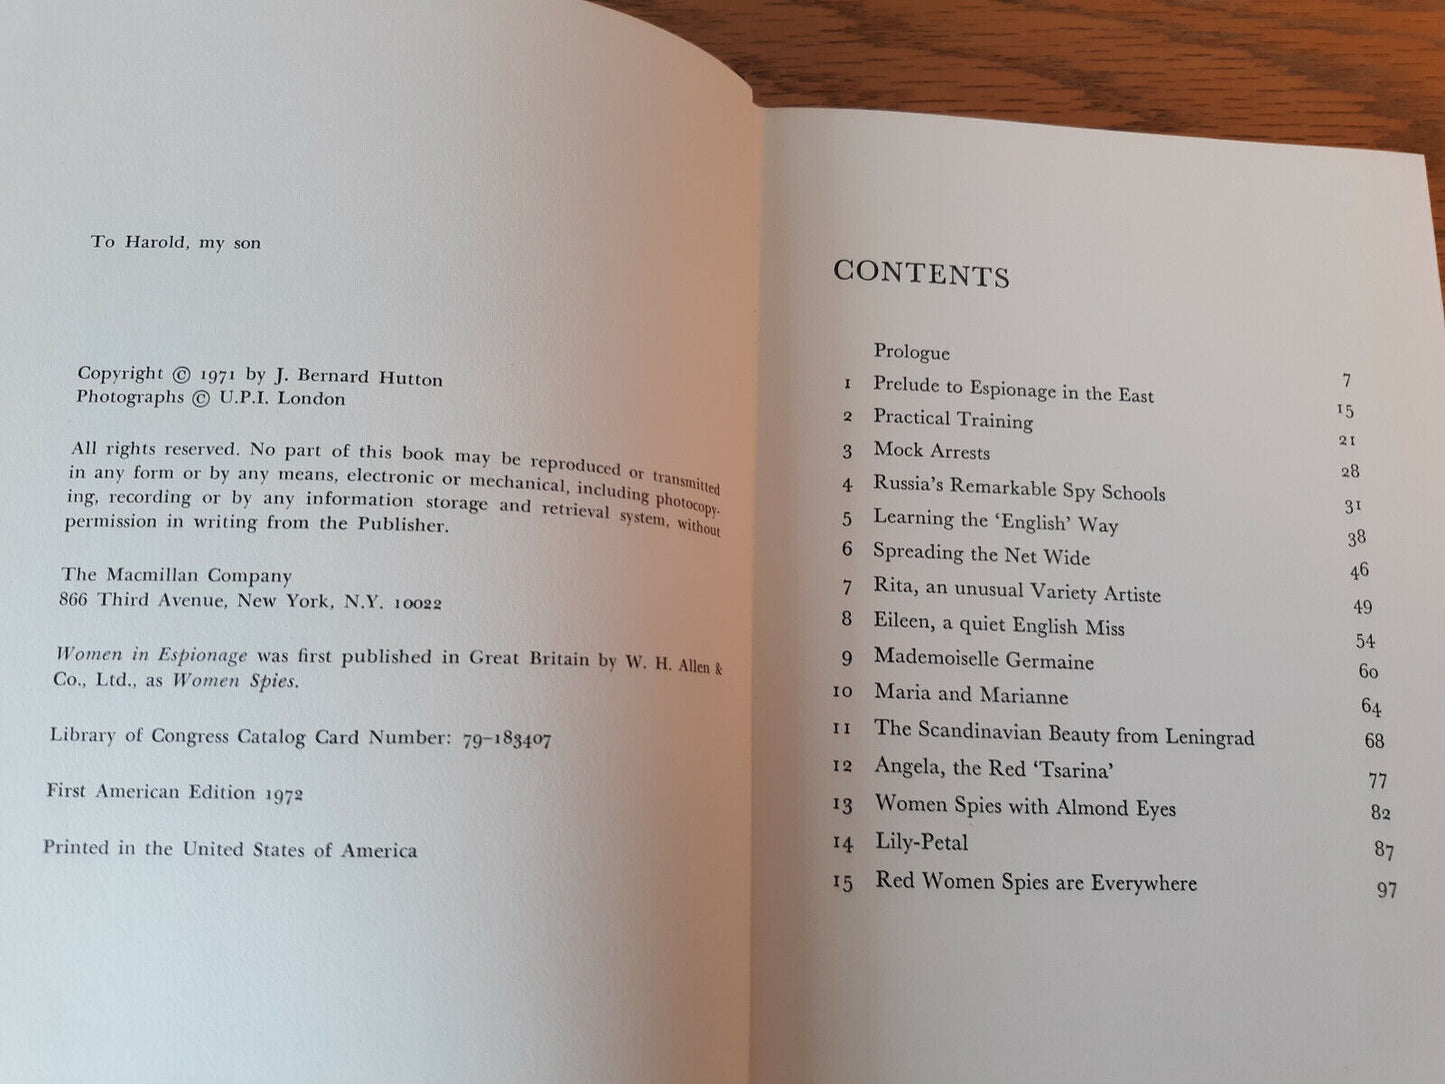 To Harold, my son
Copyright © 1971 by J. Bernard Hutton
Photographs © U.P.I. London
All rights reserved. No part of this book may be reproduced or transmitted
in any form or by any means, electronic or mechanical, including photocopy-
ing, recording or by any information storage and retrieval system, without
permission in writing from the Publisher.
The Macmillan Company
866 Third Avenue, New York, N.Y. 10022
Women in Espionage was first published in Great Britain by W. H. Allen &
Co., Ltd., as Women Spies.
Library of Congress Catalog Card Number: 79–183407
First American Edition 1972
Printed in the United States of America
CONTENTS
Prologue 7
1 Prelude to Espionage in the East 15
2 Practical Training 21
3 Mock Arrests 28
4 Russia's Remarkable Spy Schools 31
5 Learning the 'English' Way 38
6 Spreading the Net Wide 46
7 Rita, an unusual Variety Artiste 49
8 Eileen, a quiet English Miss 54
9 Mademoiselle Germaine 60
10 Maria and Marianne 64
11 The Scandinavian Beauty from Leningrad 68
12 Angela, the Red 'Tsarina' 77
13 Women Spies with Almond Eyes 82
14 Lily-Petal 87
15 Red Women Spies are Everywhere 97